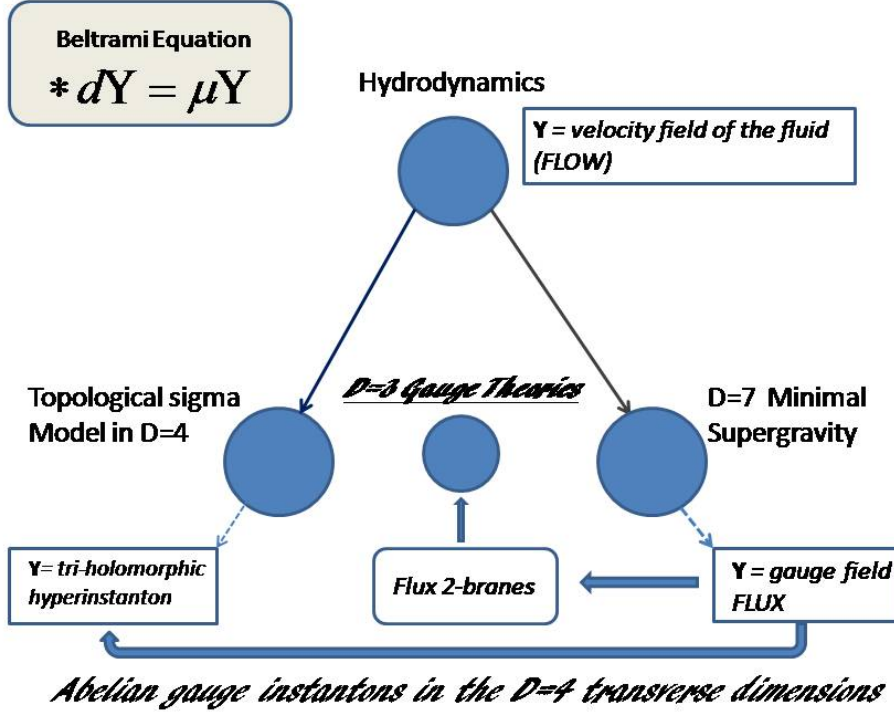 Beltrami Equation
*dY = μY
Hydrodynamics
Y = velocity field of the fluid
(FLOW)
Topological sigma
Model in D=4
D=3 Gauge Theories
D=7 Minimal
Supergravity
Y= tri-holomorphic
hyperinstanton
Flux 2-branes
Y = gauge field
FLUX
Abelian gauge instantons in the D=4 transverse dimensions